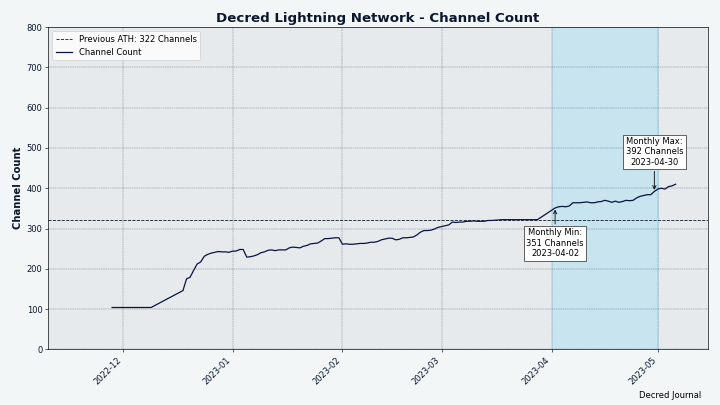 Decred Lightning Network - Channel Count
Previous ATH: 322 Channels
Channel Count
Channel Count
800
700
600
500
400
300
200
100
0
Monthly Max:
392 Channels
2023-04-30
Monthly Min:
351 Channels
2023-04-02
2022-12
2023-01
2023-02
2023-03
2023-04
2023-05
Decred Journal